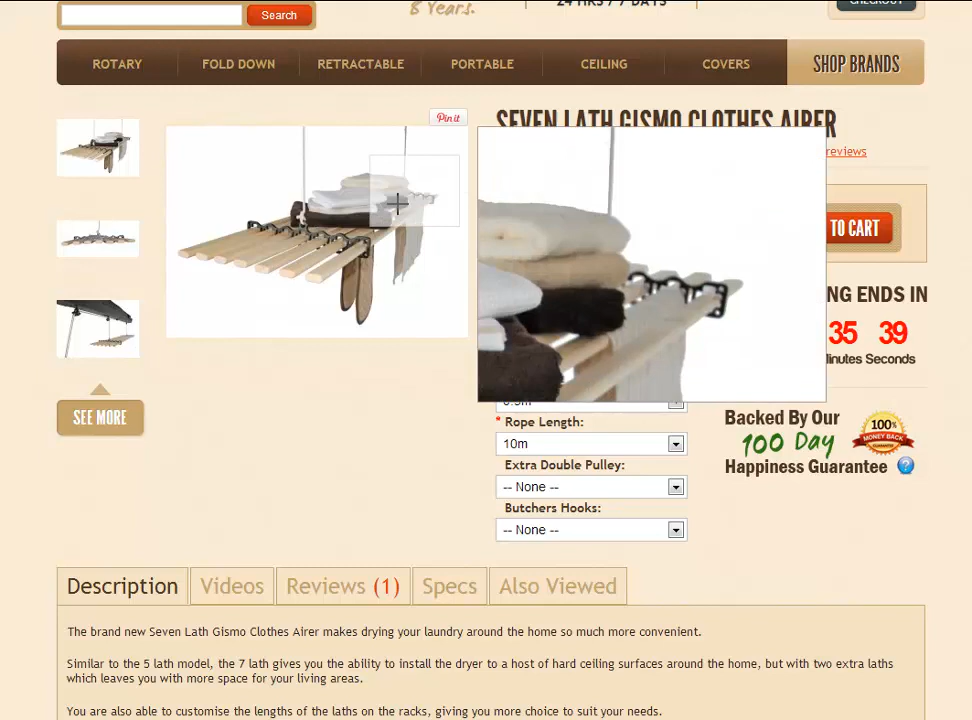 8 Years.
24 HRS / 7 DAYS
CHECKOUT
Search
ROTARY
FOLD DOWN
RETRACTABLE
PORTABLE
CEILING
COVERS
SHOP BRANDS
Pin it
SEVEN LATH GISMO CLOTHES AIRER
reviews
TO CART
NG ENDS IN
35 39
inutes Seconds
SEE MORE
0.5m
* Rope Length:
10m
Extra Double Pulley:
-- None --
Butchers Hooks:
-- None --
Backed By Our
100 Day
Happiness Guarantee ?
100%
MONEY BACK
Description
Videos
Reviews (1)
Specs
Also Viewed
The brand new Seven Lath Gismo Clothes Airer makes drying your laundry around the home so much more convenient.
Similar to the 5 lath model, the 7 lath gives you the ability to install the dryer to a host of hard ceiling surfaces around the home, but with two extra laths
which leaves you with more space for your living areas.
You are also able to customise the lengths of the laths on the racks, giving you more choice to suit your needs.